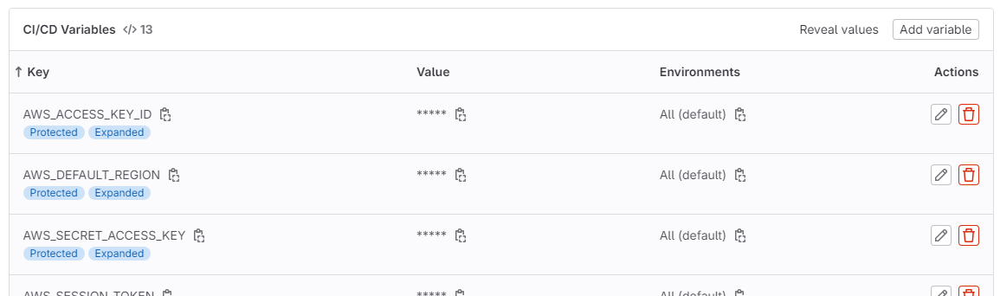 CI/CD Variables </> 13 Reveal values Add variable
↑ Key Value Environments Actions
AWS_ACCESS_KEY_ID ***** All (default)
Protected Expanded
AWS_DEFAULT_REGION ***** All (default)
Protected Expanded
AWS_SECRET_ACCESS_KEY ***** All (default)
Protected Expanded
AWS_SESSION_TOKEN ***** All (default)